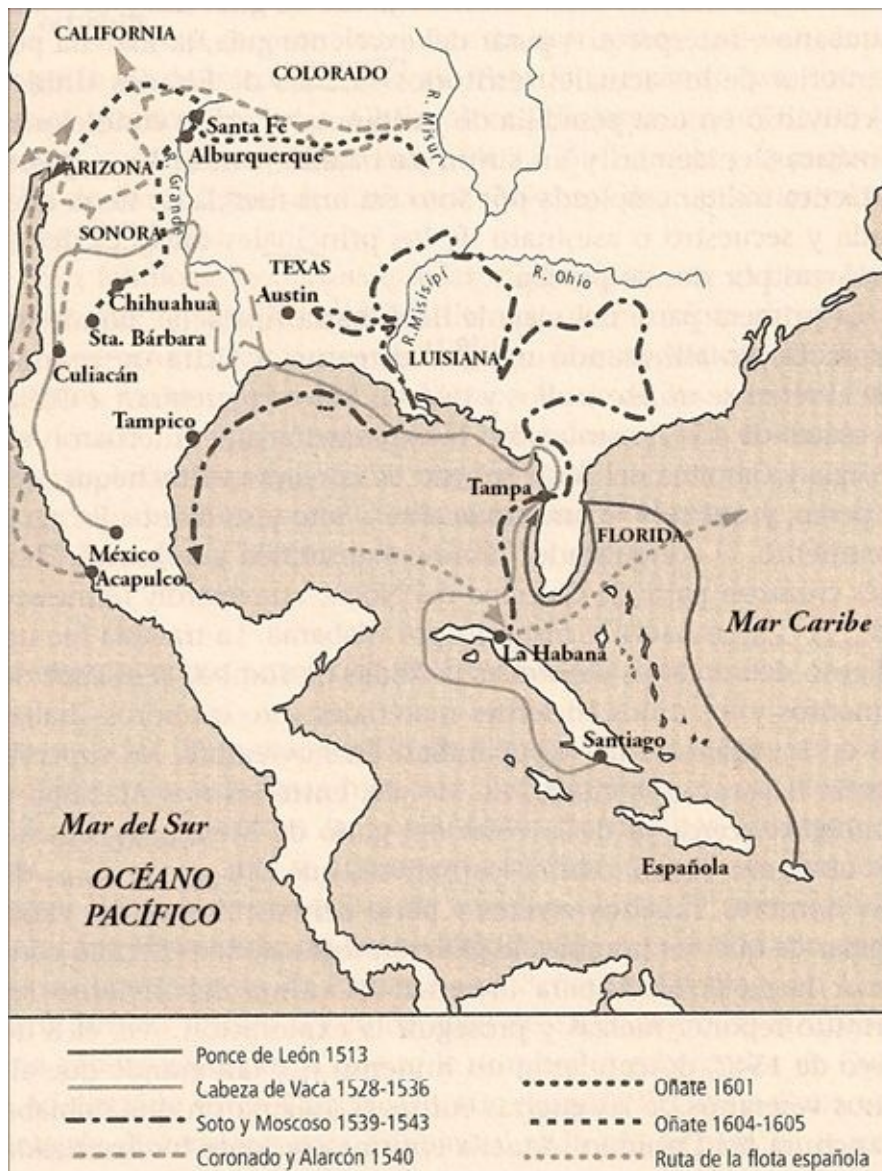 CALIFORNIA
COLORADO
R. Misuri
Santa Fe
Alburquerque
ARIZONA
R. Grande
SONORA
TEXAS
Austin
R. Ohio
R. Misisipí
Chihuahua
Sta. Bárbara
LUISIANA
Culiacán
Tampico
Tampa
FLORIDA
México
Acapulco
Mar Caribe
La Habana
Santiago
Mar del Sur
Española
OCÉANO
PACÍFICO
Ponce de León 1513
Cabeza de Vaca 1528-1536
Soto y Moscoso 1539-1543
Coronado y Alarcón 1540
Oñate 1601
Oñate 1604-1605
Ruta de la flota española